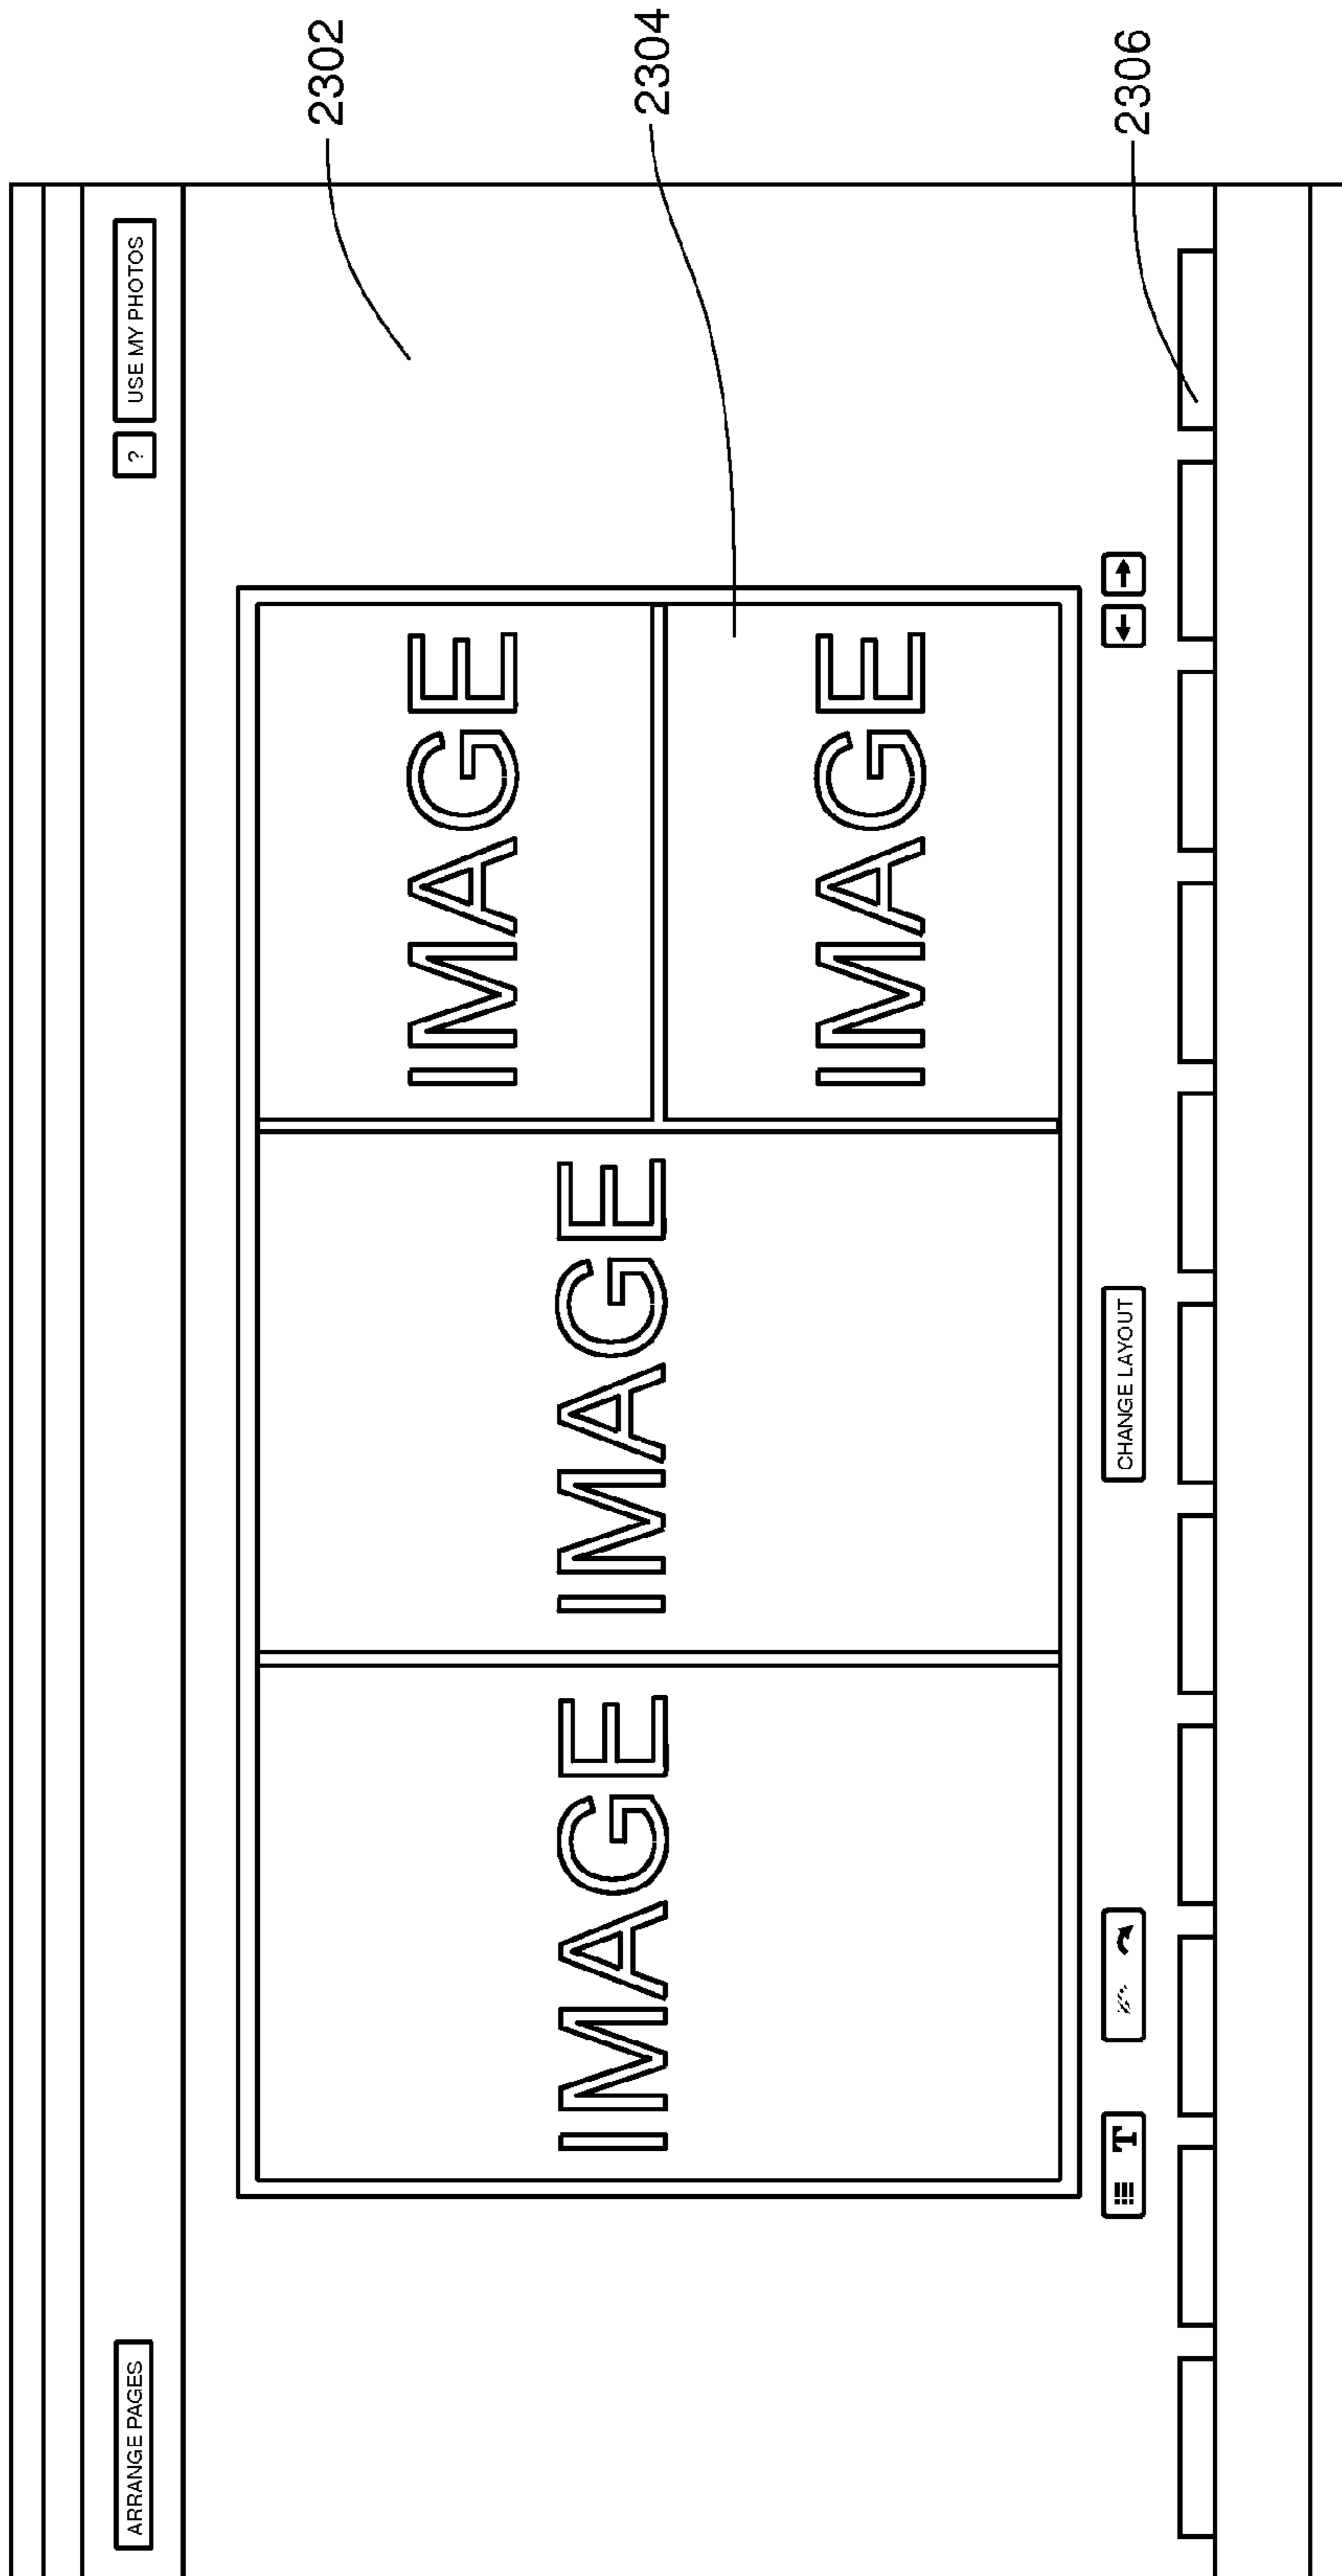 ARRANGE PAGES
?
USE MY PHOTOS
2302
IMAGE
IMAGE
IMAGE
IMAGE
2304
T
CHANGE LAYOUT
2306